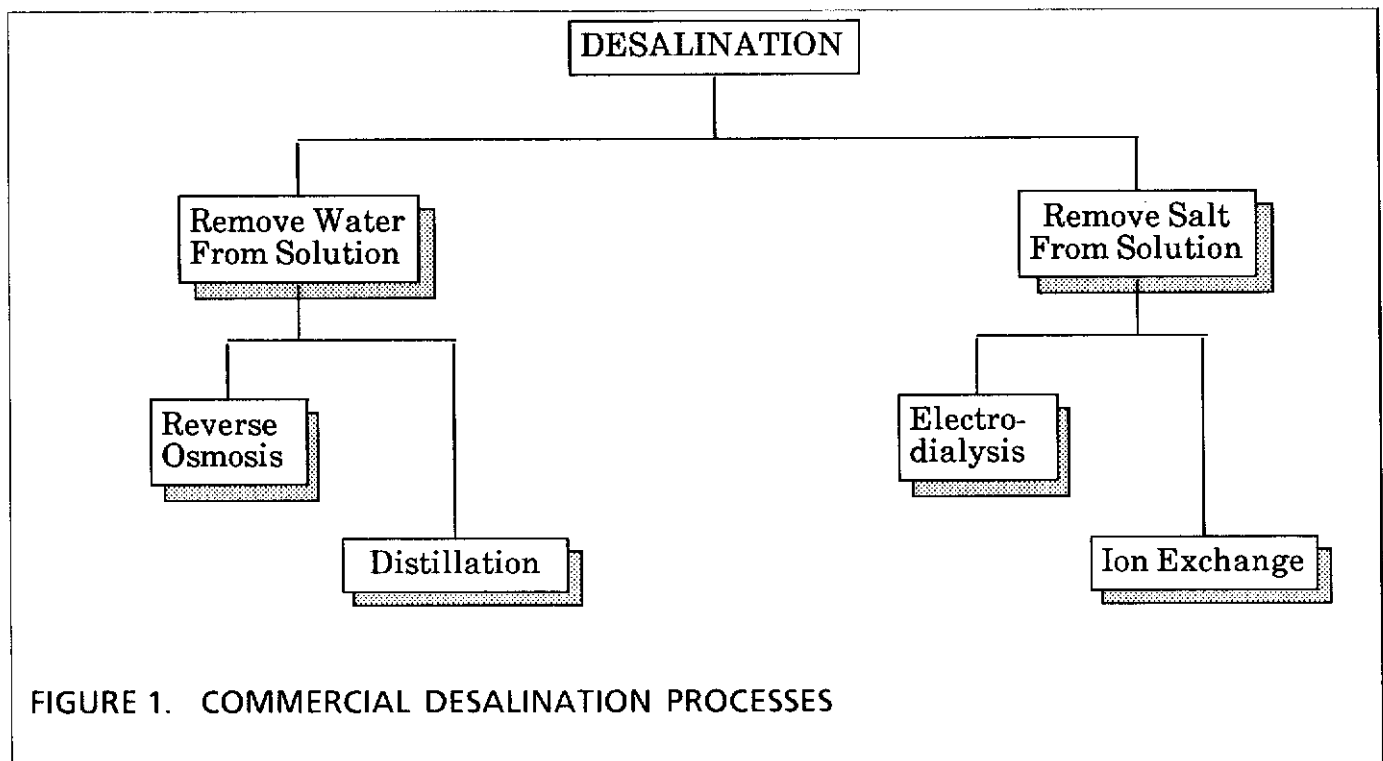 DESALINATION
Remove Water
From Solution
Remove Salt
From Solution
Reverse
Osmosis
Electro-
dialysis
Distillation
Ion Exchange
FIGURE 1. COMMERCIAL DESALINATION PROCESSES